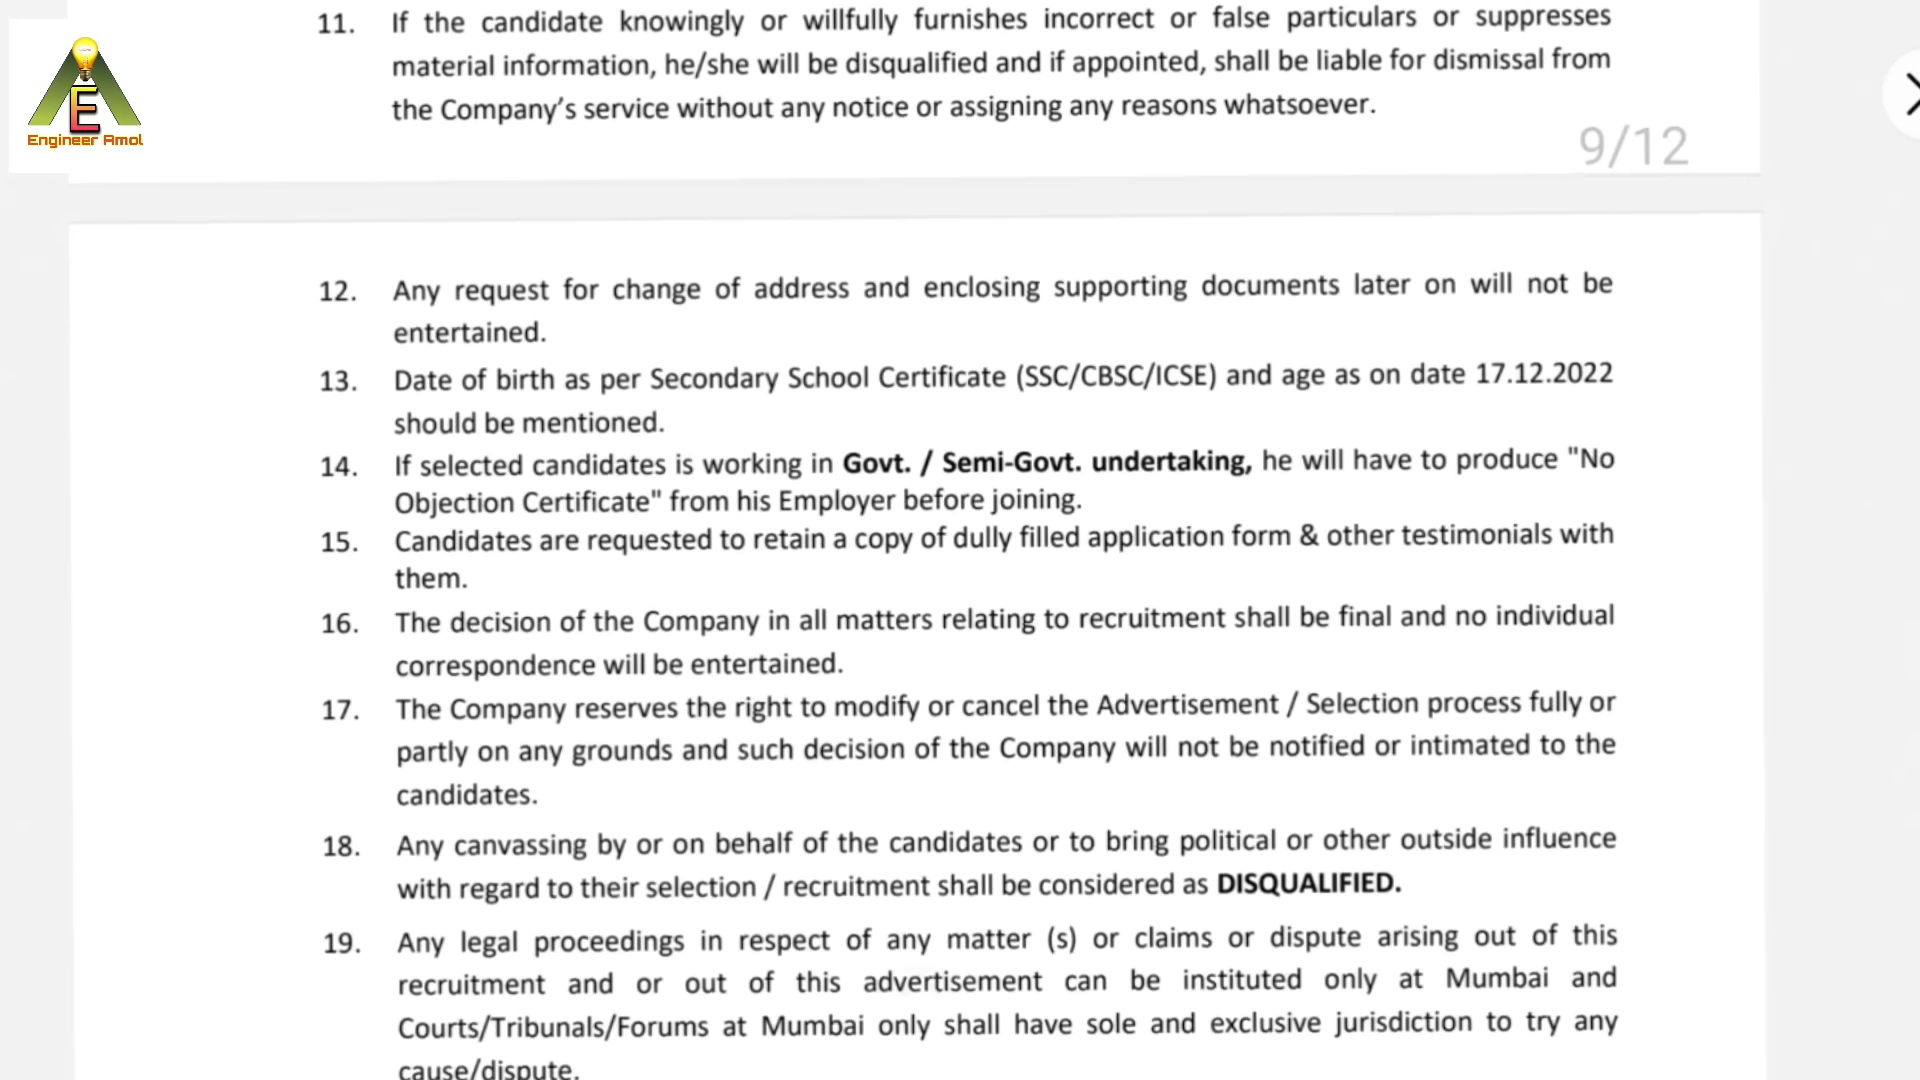 11. If the candidate knowingly or willfully furnishes incorrect or false particulars or suppresses
material information, he/she will be disqualified and if appointed, shall be liable for dismissal from
the Company's service without any notice or assigning any reasons whatsoever.
E
Engineer Amol
9/12
12. Any request for change of address and enclosing supporting documents later on will not be
entertained.
13. Date of birth as per Secondary School Certificate (SSC/CBSC/ICSE) and age as on date 17.12.2022
should be mentioned.
14. If selected candidates is working in Govt. / Semi-Govt. undertaking, he will have to produce "No
Objection Certificate" from his Employer before joining.
15. Candidates are requested to retain a copy of dully filled application form & other testimonials with
them.
16. The decision of the Company in all matters relating to recruitment shall be final and no individual
correspondence will be entertained.
17. The Company reserves the right to modify or cancel the Advertisement / Selection process fully or
partly on any grounds and such decision of the Company will not be notified or intimated to the
candidates.
18. Any canvassing by or on behalf of the candidates or to bring political or other outside influence
with regard to their selection / recruitment shall be considered as DISQUALIFIED.
19. Any legal proceedings in respect of any matter (s) or claims or dispute arising out of this
recruitment and or out of this advertisement can be instituted only at Mumbai and
Courts/Tribunals/Forums at Mumbai only shall have sole and exclusive jurisdiction to try any
cause/dispute.